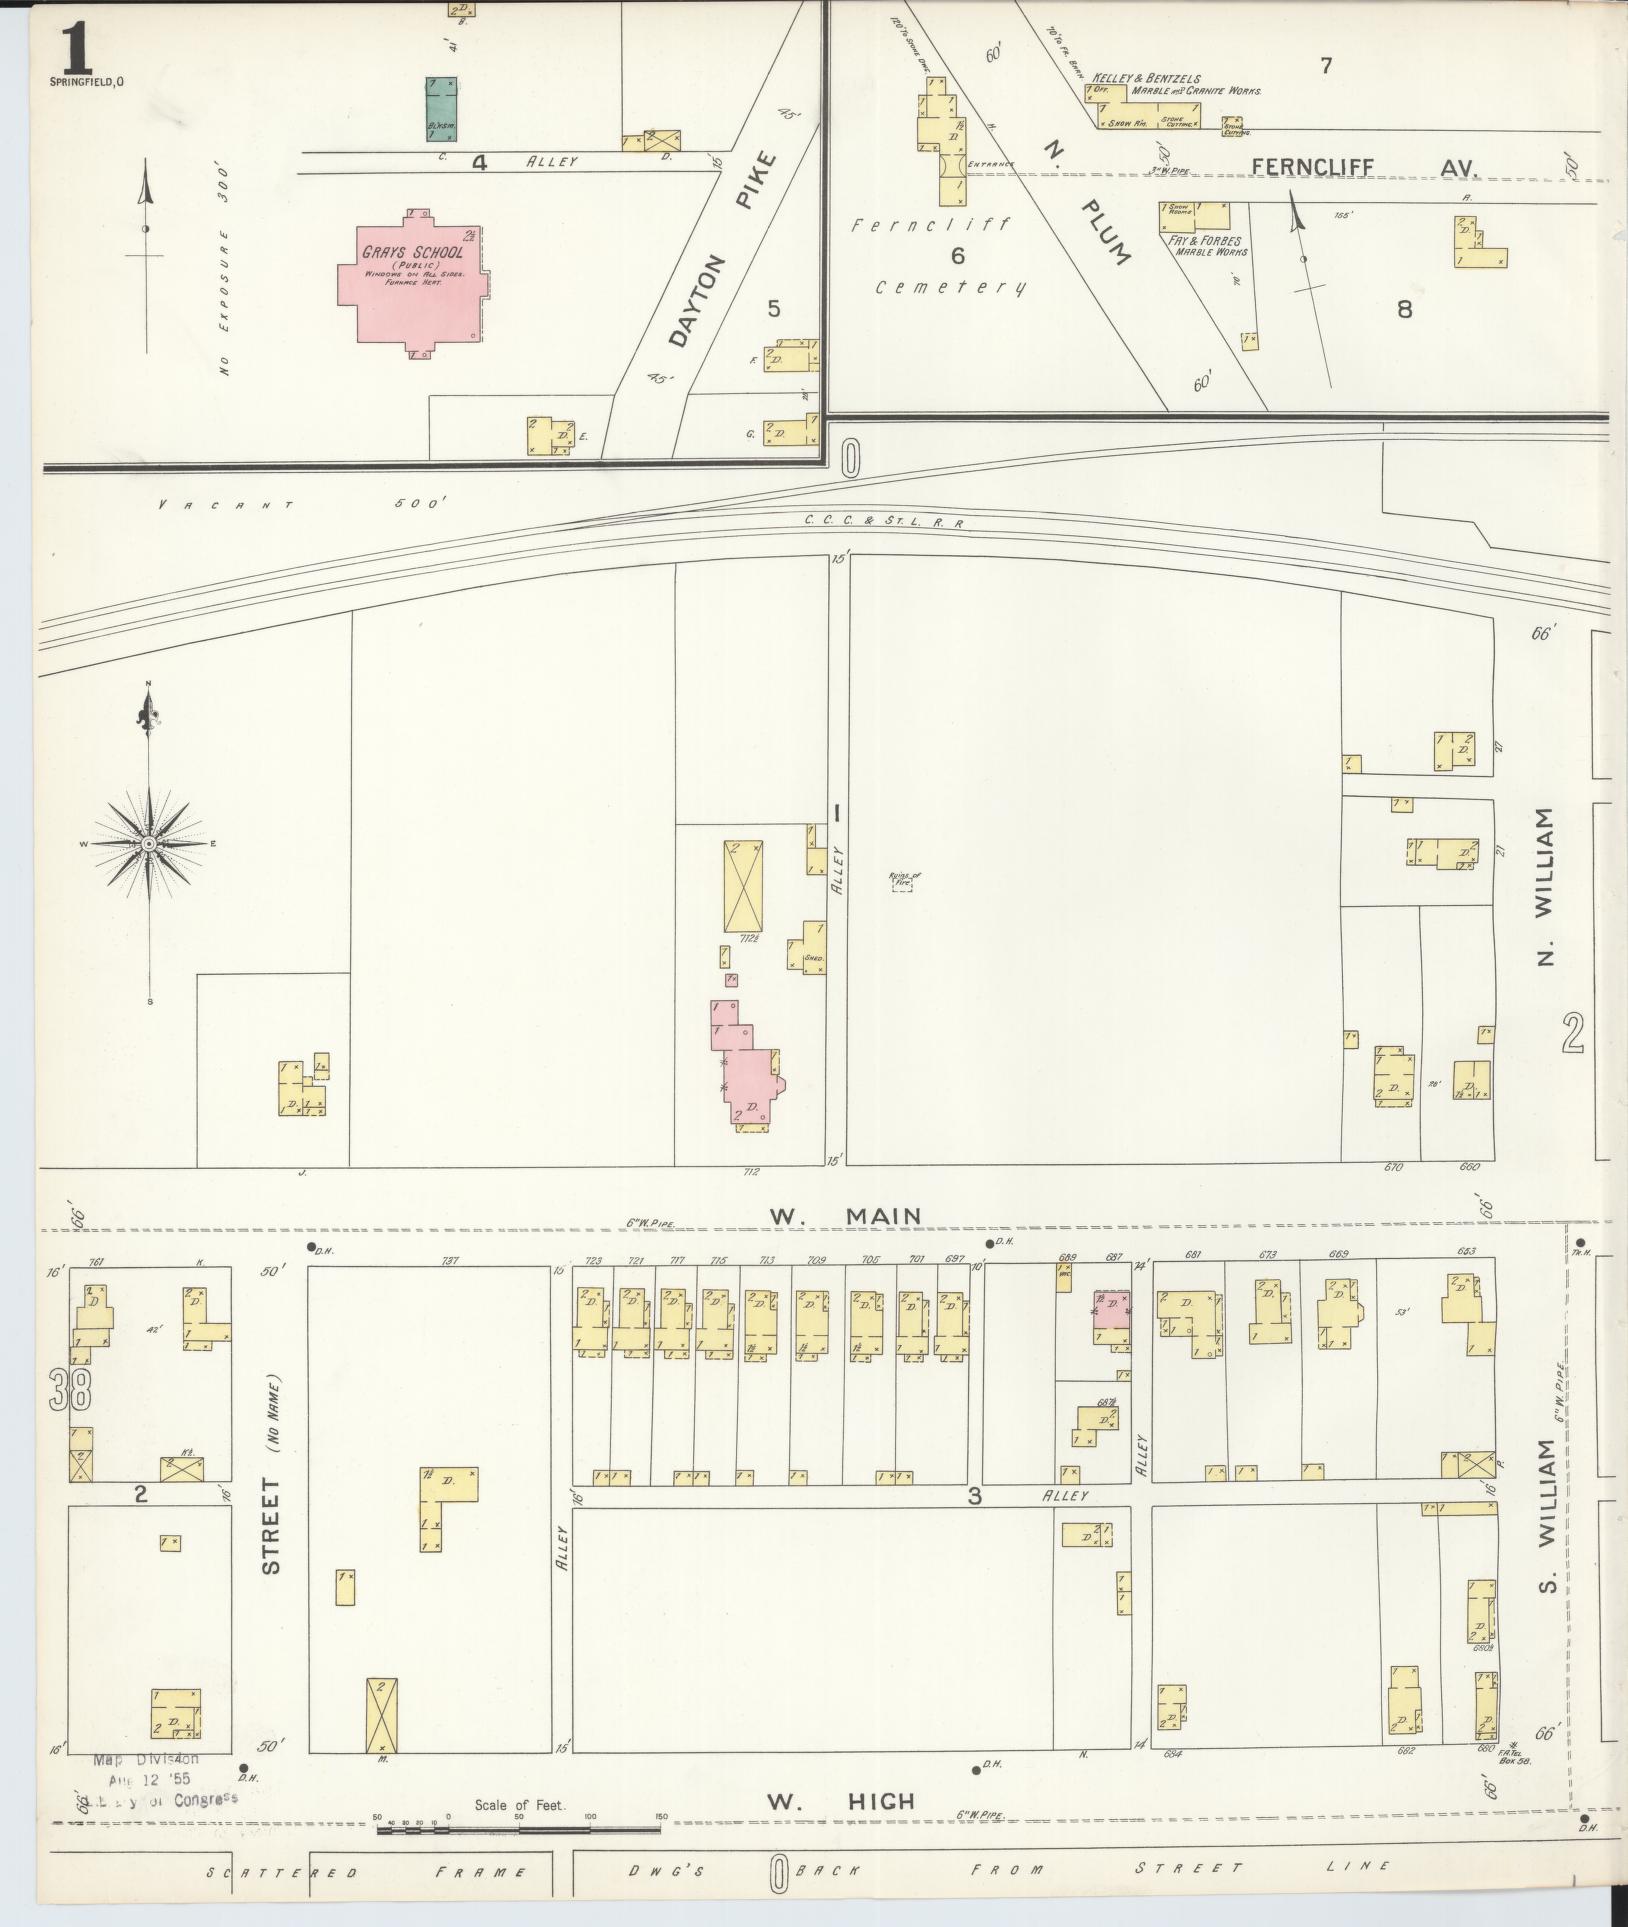 1
SPRINGFIELD, O
NO EXPOSURE 300'
41'
2 D.
B.
BLKSM.
C.
4
ALLEY
D.
15'
GRAYS SCHOOL
(PUBLIC)
WINDOWS ON ALL SIDES.
FURNACE HEAT.
2½
DAYTON PIKE
45'
45'
5
E.
F.
G.
28'
120' TO STONE DWG.
60'
70' TO FR. BARN.
KELLEY & BENTZELS
MARBLE AND GRANITE WORKS.
OFF.
SHOW RM.
STONE CUTTING.
STONE CUTTING.
7
H.
ENTRANCE
N. PLUM
50'
3" W. PIPE.
FERNCLIFF AV.
50'
Ferncliff
6
Cemetery
SHOW ROOMS
FAY & FORBES
MARBLE WORKS
155'
A.
70'
8
60'
0
VACANT 500'
C. C. C. & ST. L. R. R
15'
66'
N
W
E
S
1
ALLEY
RUINS OF
FIRE
712½
SHED.
27
21
N. WILLIAM
2
28'
J.
712
15'
670
660
66'
6" W. PIPE.
W. MAIN
66'
D.H.
D.H.
TR. H.
16'
761
K.
50'
737
15'
723
721
717
715
713
709
705
701
697
10'
689
687
14'
681
673
669
653
42'
53'
38
STREET (NO NAME)
687½
K½.
2
16'
ALLEY
16'
3
ALLEY
ALLEY
P.
16'
6" W. PIPE
S. WILLIAM
680½
16'
50'
M.
15'
N.
14'
684
682
680
66'
F.A. TEL.
BOX 58.
Map Division
Aug 12 '55
Library of Congress
D.H.
D.H.
66'
66'
Scale of Feet.
50 40 30 20 10 0 50 100 150
W. HIGH
6" W. PIPE.
D.H.
SCATTERED FRAME DWG'S BACK FROM STREET LINE
0